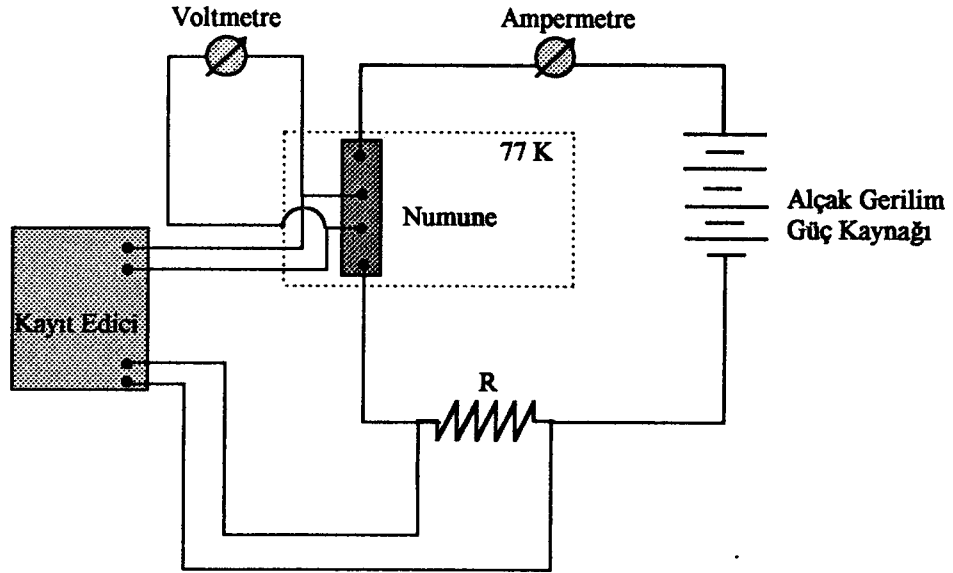 Voltmetre
Ampermetre
77 K
Numune
Alçak Gerilim
Güç Kaynağı
Kayıt Edici
R